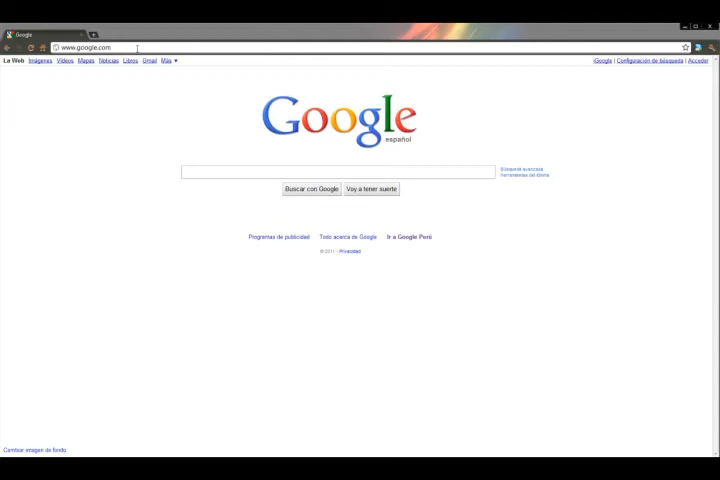 Google
www.google.com
La Web Imágenes Vídeos Mapas Noticias Libros Gmail Más ▼
iGoogle | Configuración de búsqueda | Acceder
Google
español
Búsqueda avanzada
Herramientas del idioma
Buscar con Google Voy a tener suerte
Programas de publicidad Todo acerca de Google Ir a Google Perú
© 2011 - Privacidad
Cambiar imagen de fondo